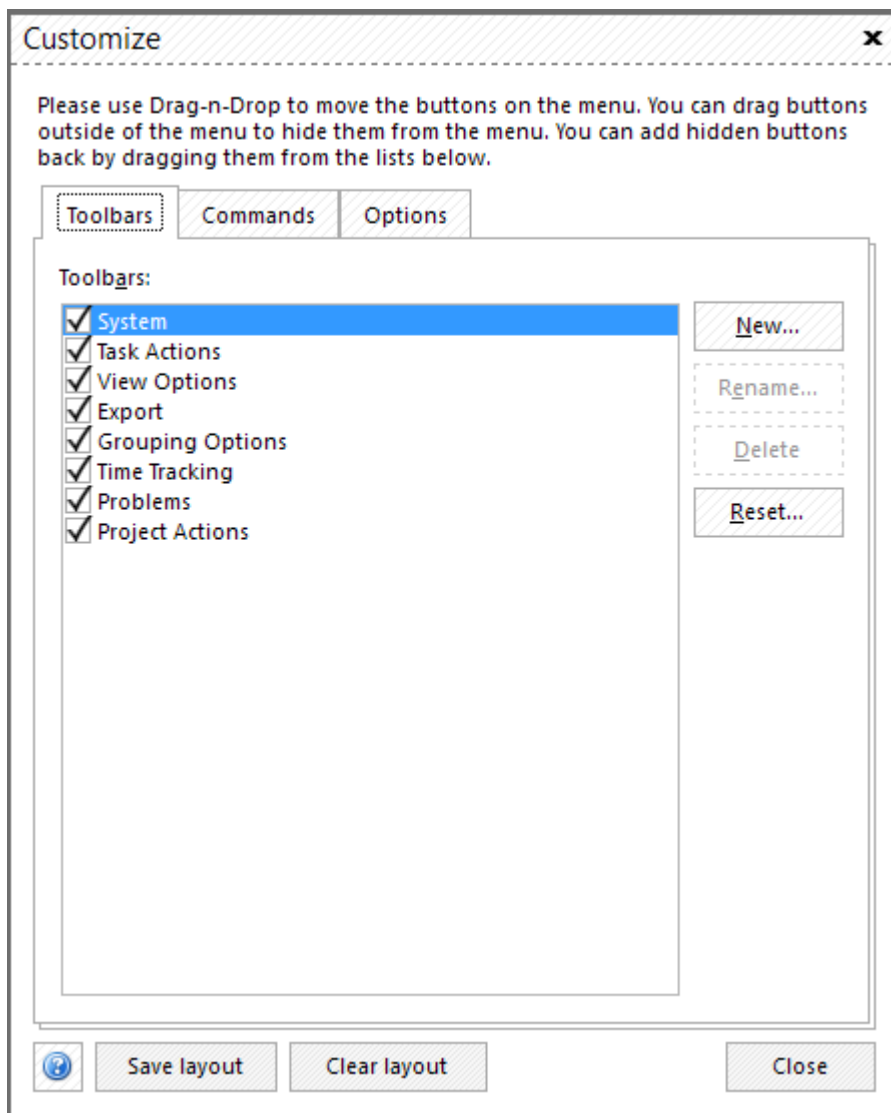 Customize
Please use Drag-n-Drop to move the buttons on the menu. You can drag buttons
outside of the menu to hide them from the menu. You can add hidden buttons
back by dragging them from the lists below.
Toolbars Commands Options
Toolbars:
System
Task Actions
View Options
Export
Grouping Options
Time Tracking
Problems
Project Actions
New...
Rename...
Delete
Reset...
Save layout Clear layout Close